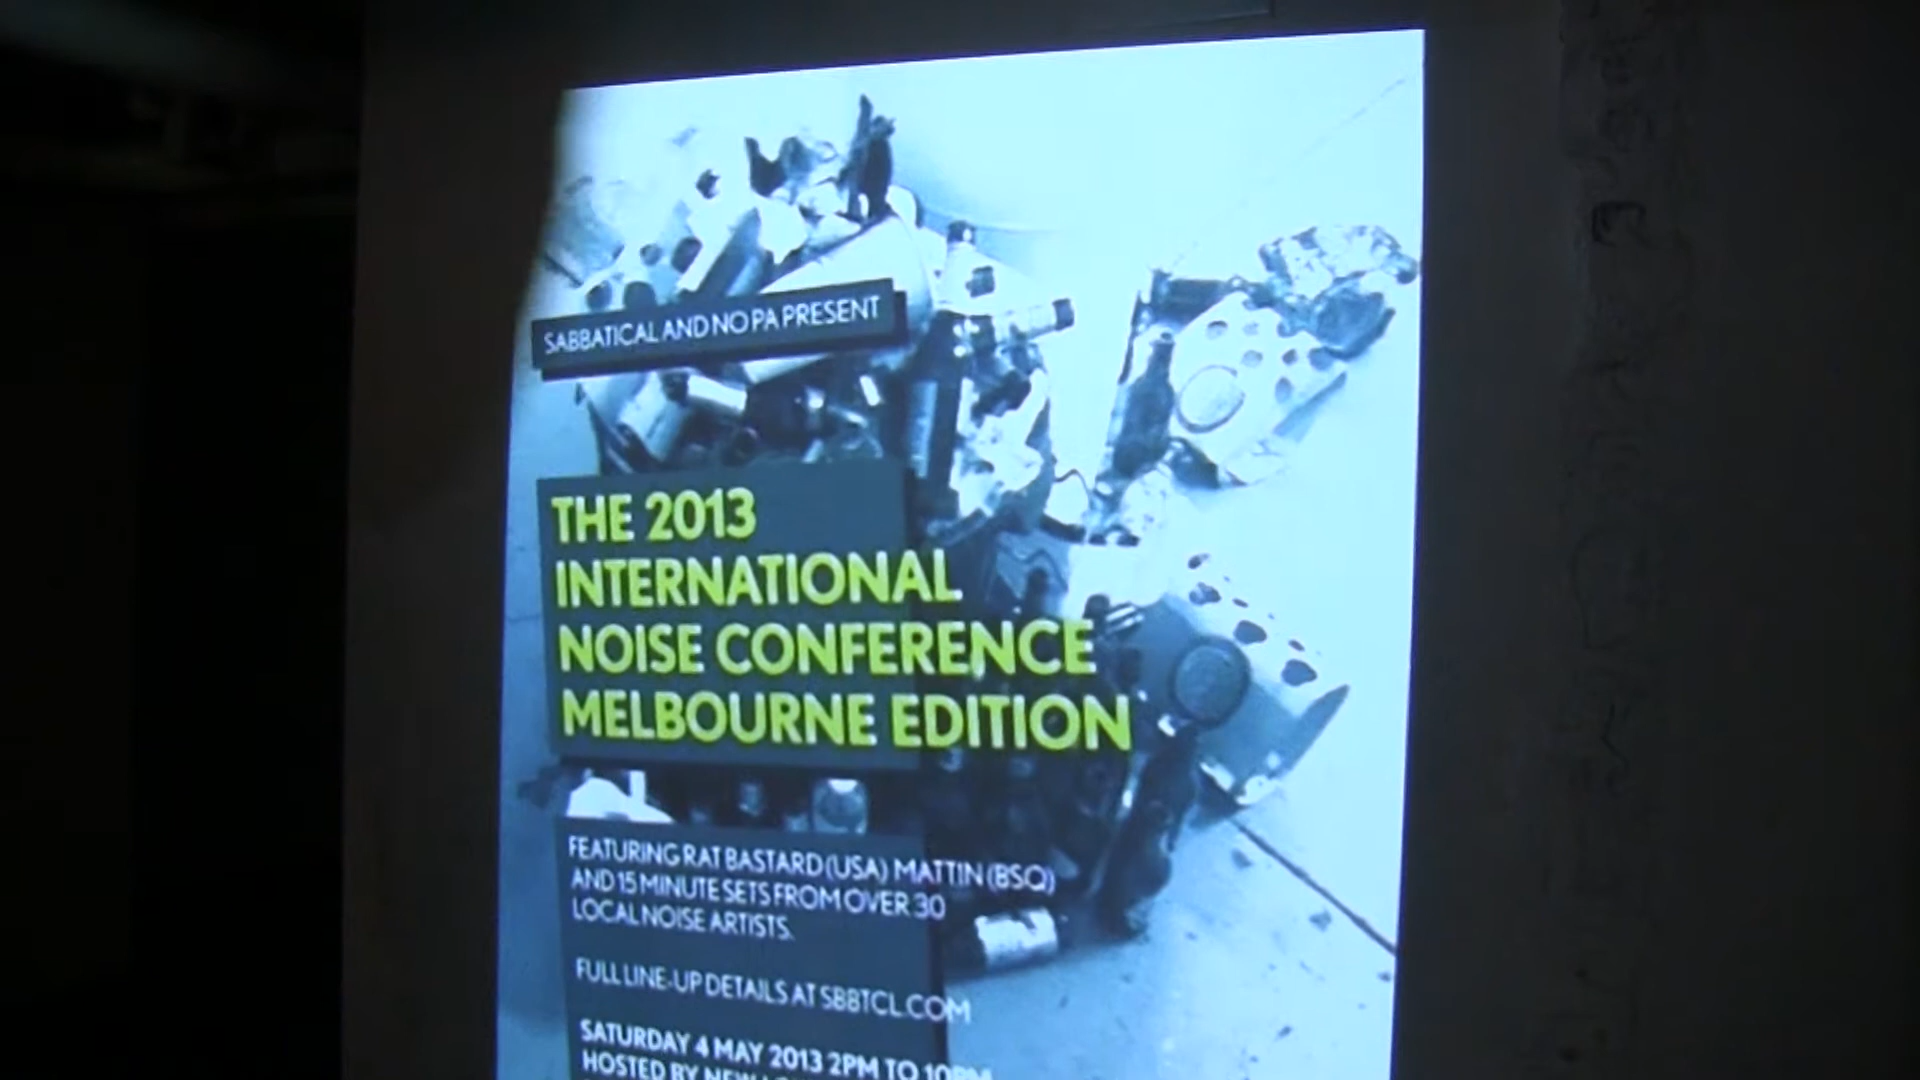 SABBATICAL AND NO PA PRESENT
THE 2013
INTERNATIONAL
NOISE CONFERENCE
MELBOURNE EDITION
FEATURING RAT BASTARD (USA) MATTIN (BSQ)
AND 15 MINUTE SETS FROM OVER 30
LOCAL NOISE ARTISTS.
FULL LINE-UP DETAILS AT SBBTCL.COM
SATURDAY 4 MAY 2013 2PM TO 10PM
HOSTED BY NEW